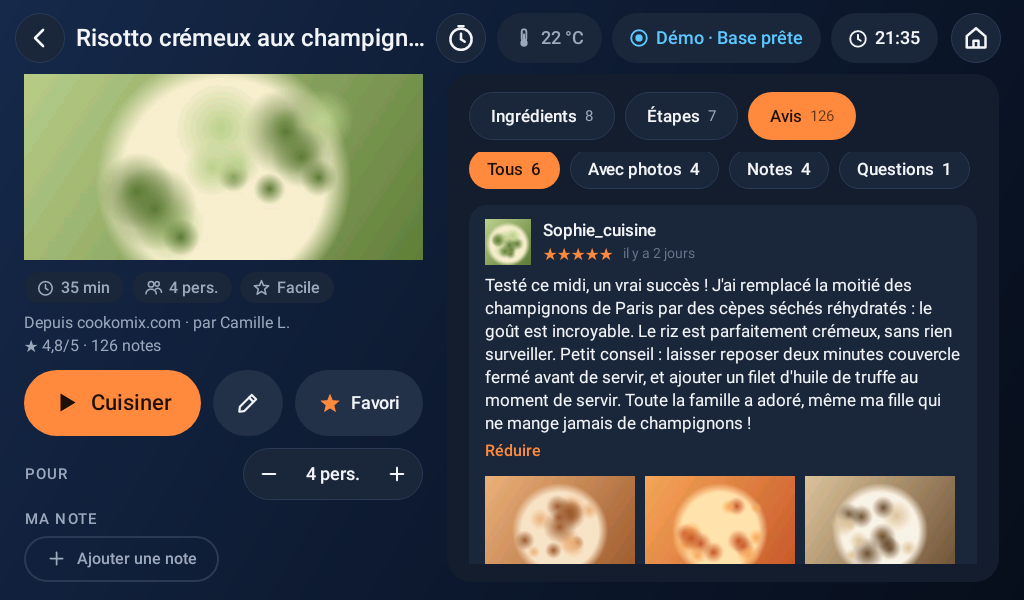 Risotto crémeux aux champign...
22 °C
Démo · Base prête
21:35
35 min
4 pers.
Facile
Depuis cookomix.com · par Camille L.
★ 4,8/5 · 126 notes
Cuisiner
Favori
POUR
− 4 pers. +
MA NOTE
+ Ajouter une note
Ingrédients 8
Étapes 7
Avis 126
Tous 6
Avec photos 4
Notes 4
Questions 1
Sophie_cuisine
★★★★★ il y a 2 jours
Testé ce midi, un vrai succès ! J'ai remplacé la moitié des
champignons de Paris par des cèpes séchés réhydratés : le
goût est incroyable. Le riz est parfaitement crémeux, sans rien
surveiller. Petit conseil : laisser reposer deux minutes couvercle
fermé avant de servir, et ajouter un filet d'huile de truffe au
moment de servir. Toute la famille a adoré, même ma fille qui
ne mange jamais de champignons !
Réduire